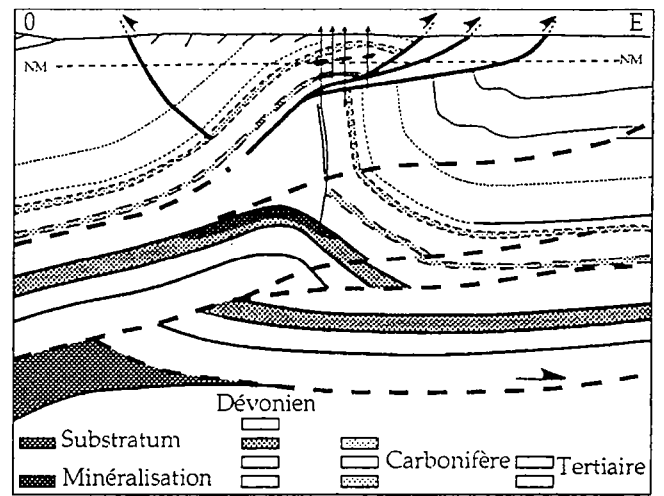 O E
NM NM
Dévonien
Substratum
Carbonifère
Tertiaire
Minéralisation